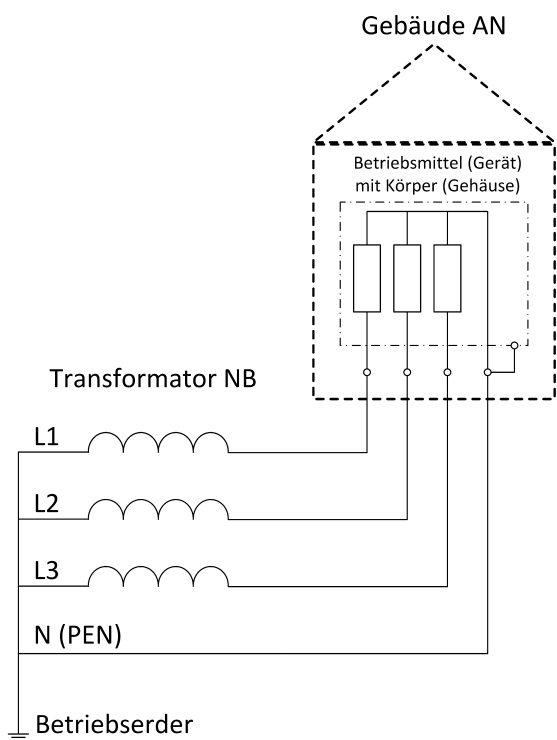 Gebäude AN
Betriebsmittel (Gerät)
mit Körper (Gehäuse)
Transformator NB
L1
L2
L3
N (PEN)
Betriebserder